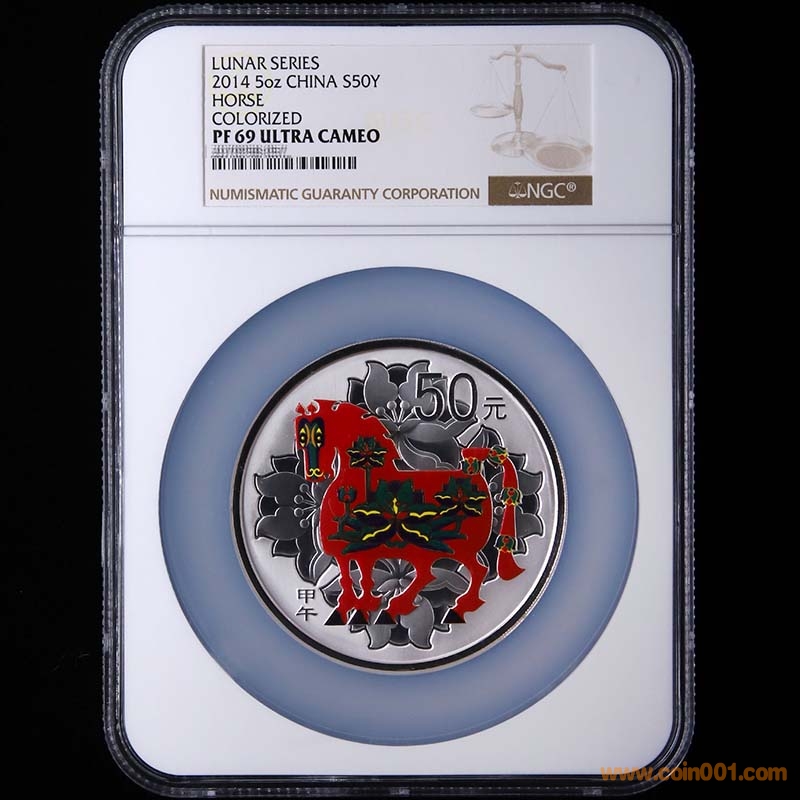 LUNAR SERIES
2014 5oz CHINA S50Y
HORSE
COLORIZED
PF 69 ULTRA CAMEO
NUMISMATIC GUARANTY CORPORATION
NGC®
50元
甲午
www.coin001.com